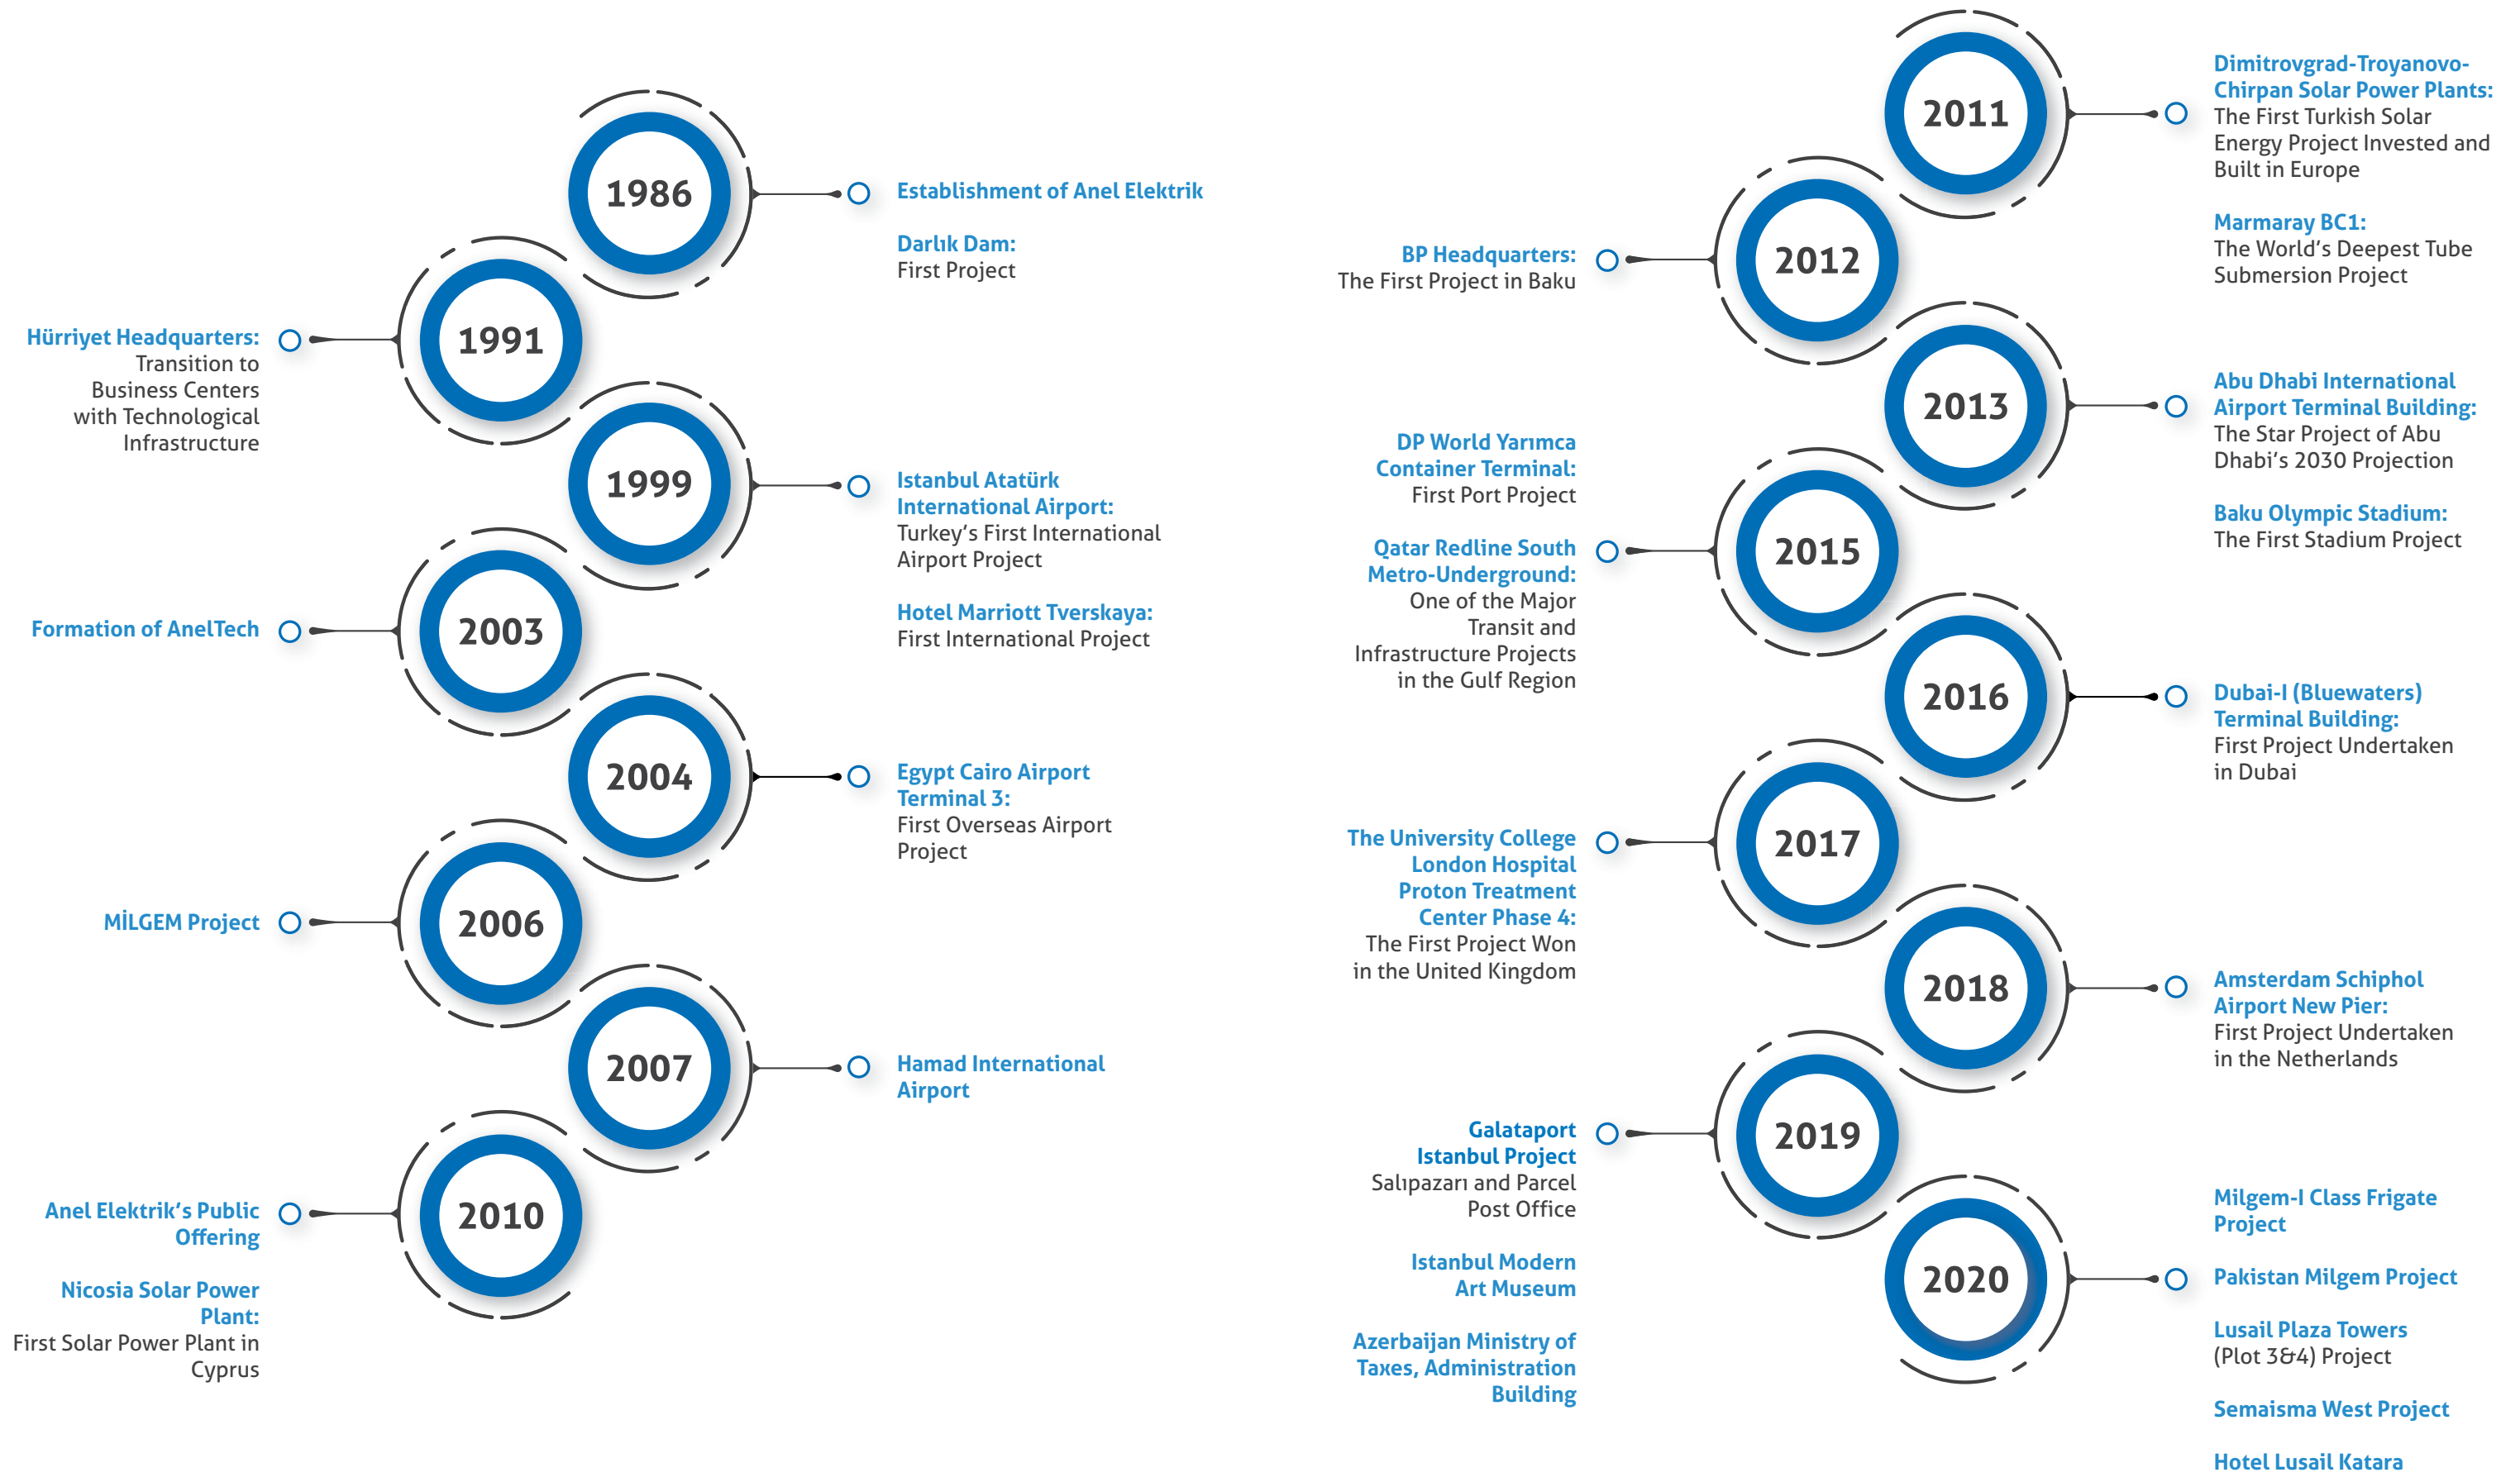 1986
Establishment of Anel Elektrik
Darlık Dam:
First Project
1991
Hürriyet Headquarters:
Transition to
Business Centers
with Technological
Infrastructure
1999
Istanbul Atatürk
International Airport:
Turkey’s First International
Airport Project
Hotel Marriott Tverskaya:
First International Project
2003
Formation of AnelTech
2004
Egypt Cairo Airport
Terminal 3:
First Overseas Airport
Project
2006
MİLGEM Project
2007
Hamad International
Airport
2010
Anel Elektrik’s Public
Offering
Nicosia Solar Power
Plant:
First Solar Power Plant in
Cyprus
2011
Dimitrovgrad-Troyanovo-
Chirpan Solar Power Plants:
The First Turkish Solar
Energy Project Invested and
Built in Europe
Marmaray BC1:
The World’s Deepest Tube
Submersion Project
2012
BP Headquarters:
The First Project in Baku
2013
Abu Dhabi International
Airport Terminal Building:
The Star Project of Abu
Dhabi’s 2030 Projection
Baku Olympic Stadium:
The First Stadium Project
2015
DP World Yarımca
Container Terminal:
First Port Project
Qatar Redline South
Metro-Underground:
One of the Major
Transit and
Infrastructure Projects
in the Gulf Region
2016
Dubai-I (Bluewaters)
Terminal Building:
First Project Undertaken
in Dubai
2017
The University College
London Hospital
Proton Treatment
Center Phase 4:
The First Project Won
in the United Kingdom
2018
Amsterdam Schiphol
Airport New Pier:
First Project Undertaken
in the Netherlands
2019
Galataport
Istanbul Project
Salıpazarı and Parcel
Post Office
Istanbul Modern
Art Museum
Azerbaijan Ministry of
Taxes, Administration
Building
2020
Milgem-I Class Frigate
Project
Pakistan Milgem Project
Lusail Plaza Towers
(Plot 3&4) Project
Semaisma West Project
Hotel Lusail Katara